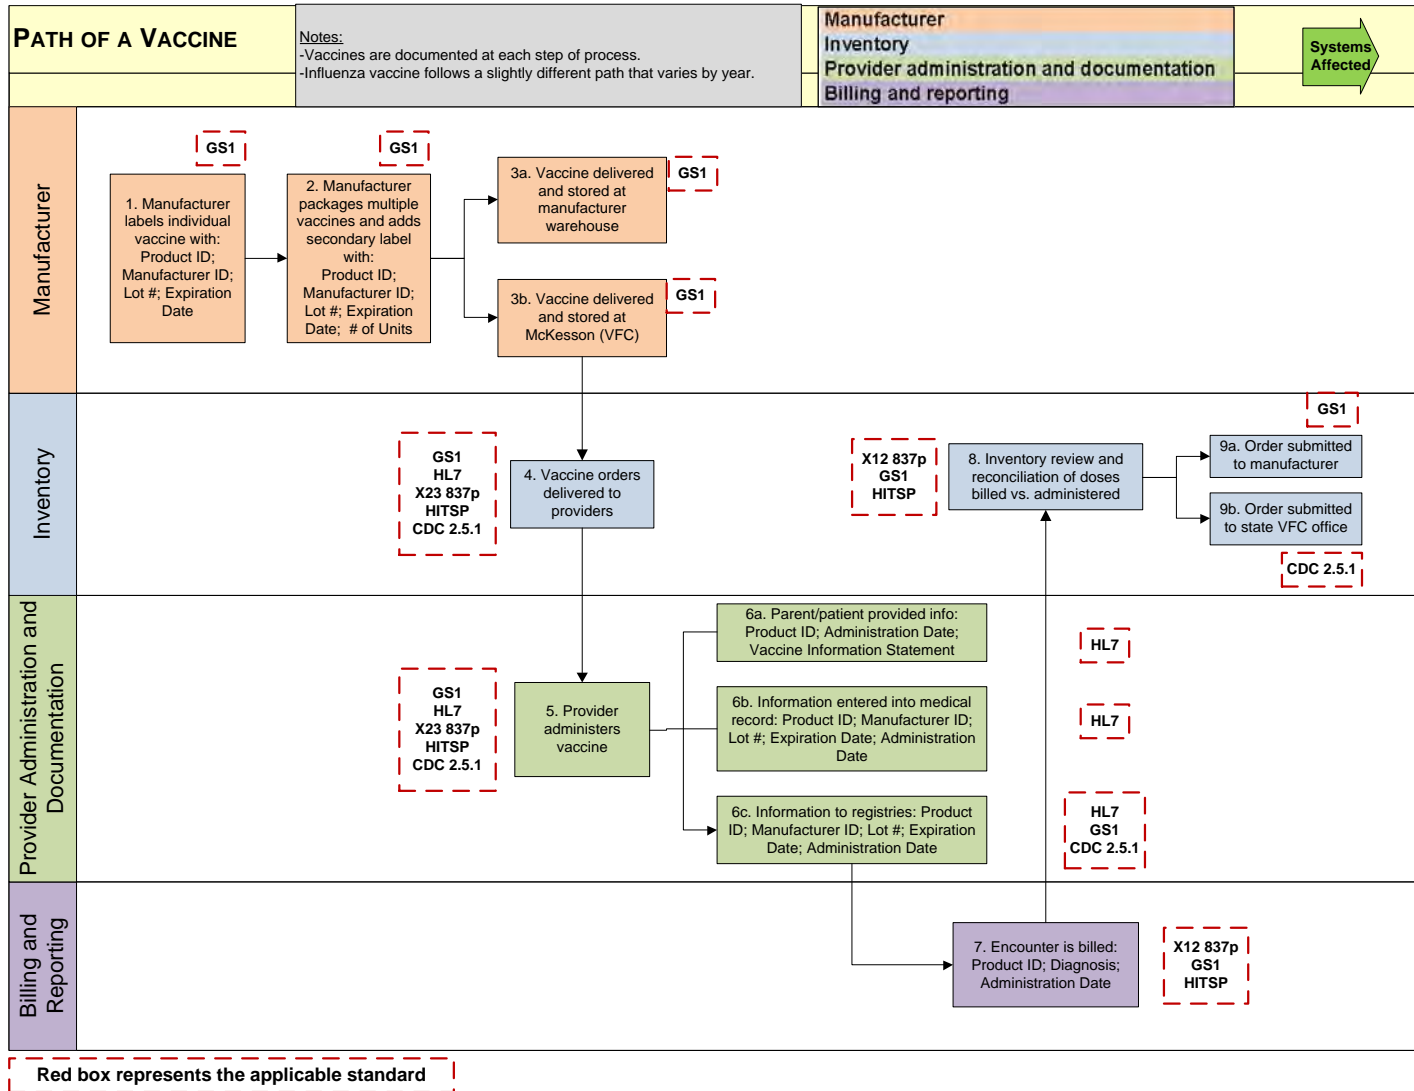 PATH OF A VACCINE
Notes:
-Vaccines are documented at each step of process.
-Influenza vaccine follows a slightly different path that varies by year.
Manufacturer
Inventory
Provider administration and documentation
Billing and reporting
Systems
Affected
Manufacturer
GS1
GS1
1. Manufacturer
labels individual
vaccine with:
Product ID;
Manufacturer ID;
Lot #; Expiration
Date
2. Manufacturer
packages multiple
vaccines and adds
secondary label
with:
Product ID;
Manufacturer ID;
Lot #; Expiration
Date;  # of Units
3a. Vaccine delivered
and stored at
manufacturer
warehouse
GS1
3b. Vaccine delivered
and stored at
McKesson (VFC)
GS1
Inventory
GS1
HL7
X23 837p
HITSP
CDC 2.5.1
4. Vaccine orders
delivered to
providers
X12 837p
GS1
HITSP
8. Inventory review and
reconciliation of doses
billed vs. administered
GS1
9a. Order submitted
to manufacturer
9b. Order submitted
to state VFC office
CDC 2.5.1
Provider Administration and
Documentation
GS1
HL7
X23 837p
HITSP
CDC 2.5.1
5. Provider
administers
vaccine
6a. Parent/patient provided info:
Product ID; Administration Date;
Vaccine Information Statement
HL7
6b. Information entered into medical
record: Product ID; Manufacturer ID;
Lot #; Expiration Date; Administration
Date
HL7
6c. Information to registries: Product
ID; Manufacturer ID; Lot #; Expiration
Date; Administration Date
HL7
GS1
CDC 2.5.1
Billing and
Reporting
7. Encounter is billed:
Product ID; Diagnosis;
Administration Date
X12 837p
GS1
HITSP
Red box represents the applicable standard